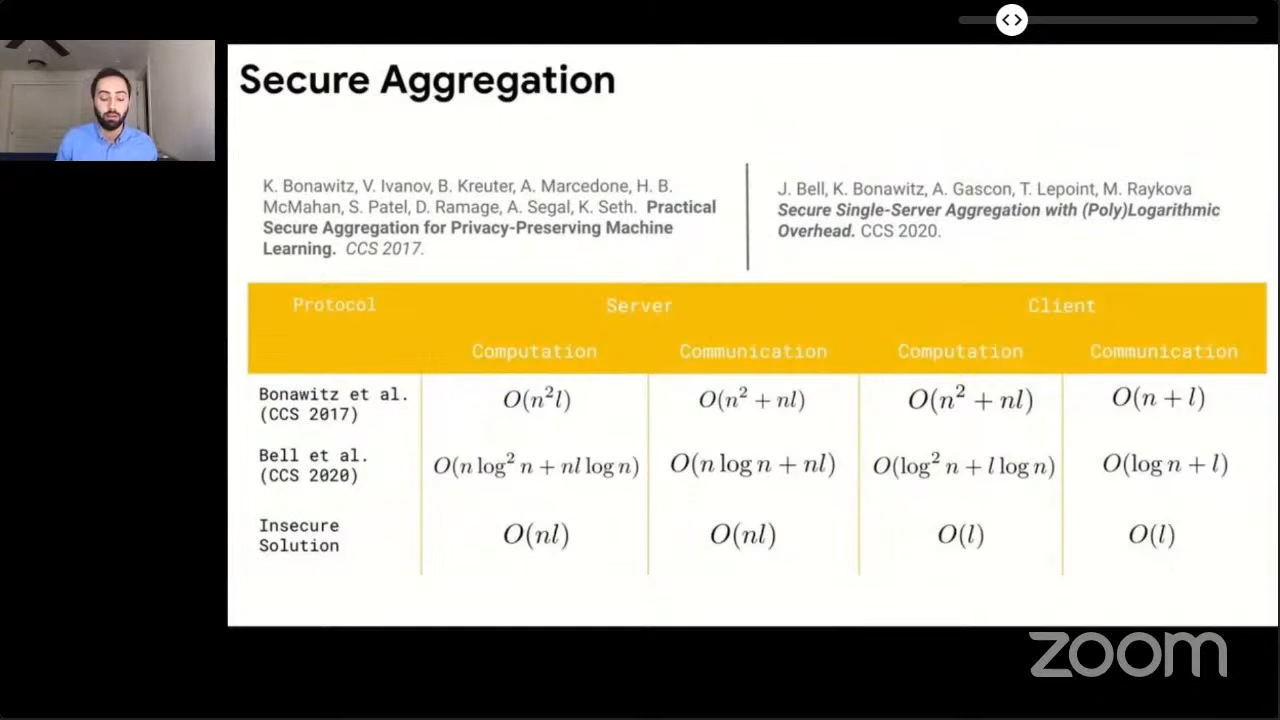 Secure Aggregation
K. Bonawitz, V. Ivanov, B. Kreuter, A. Marcedone, H. B.
McMahan, S. Patel, D. Ramage, A. Segal, K. Seth. Practical
Secure Aggregation for Privacy-Preserving Machine
Learning. CCS 2017.
J. Bell, K. Bonawitz, A. Gascon, T. Lepoint, M. Raykova
Secure Single-Server Aggregation with (Poly)Logarithmic
Overhead. CCS 2020.
Protocol Server Client
Computation Communication Computation Communication
Bonawitz et al.
(CCS 2017)
O(n²l) O(n² + nl) O(n² + nl) O(n + l)
Bell et al.
(CCS 2020)
O(n log² n + nl log n) O(n log n + nl) O(log² n + l log n) O(log n + l)
Insecure
Solution
O(nl) O(nl) O(l) O(l)
zoom